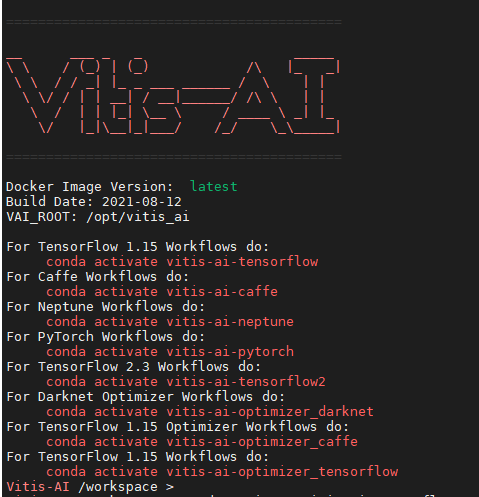 Vitis-AI
Docker Image Version:  latest
Build Date: 2021-08-12
VAI_ROOT: /opt/vitis_ai
For TensorFlow 1.15 Workflows do:
conda activate vitis-ai-tensorflow
For Caffe Workflows do:
conda activate vitis-ai-caffe
For Neptune Workflows do:
conda activate vitis-ai-neptune
For PyTorch Workflows do:
conda activate vitis-ai-pytorch
For TensorFlow 2.3 Workflows do:
conda activate vitis-ai-tensorflow2
For Darknet Optimizer Workflows do:
conda activate vitis-ai-optimizer_darknet
For TensorFlow 1.15 Optimizer Workflows do:
conda activate vitis-ai-optimizer_caffe
For TensorFlow 1.15 Workflows do:
conda activate vitis-ai-optimizer_tensorflow
Vitis-AI /workspace >